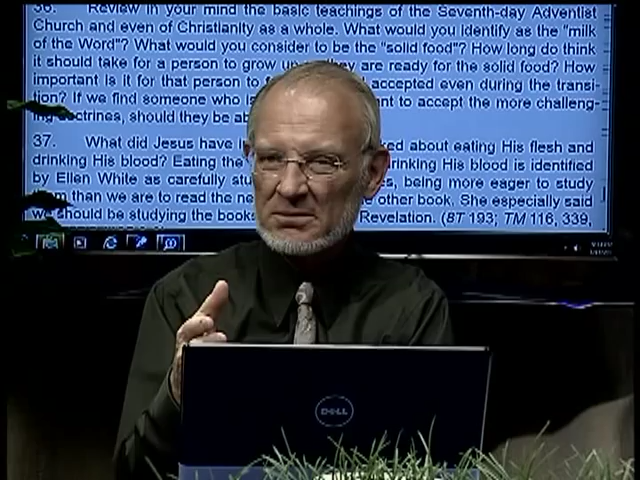 36. Review in your mind the basic teachings of the Seventh-day Adventist
Church and even of Christianity as a whole. What would you identify as the "milk
of the Word"? What would you consider to be the "solid food"? How long do think
it should take for a person to grow up they are ready for the solid food? How
important is it for that person to accepted even during the transi-
tion? If we find someone who is to accept the more challeng-
ing doctrines, should they be
37. What did Jesus have about eating His flesh and
drinking His blood? Eating the drinking His blood is identified
by Ellen White as carefully being more eager to study
than we are to read the other book. She especially said
we should be studying the books Revelation. (BT 193; TM 116, 339,
DELL